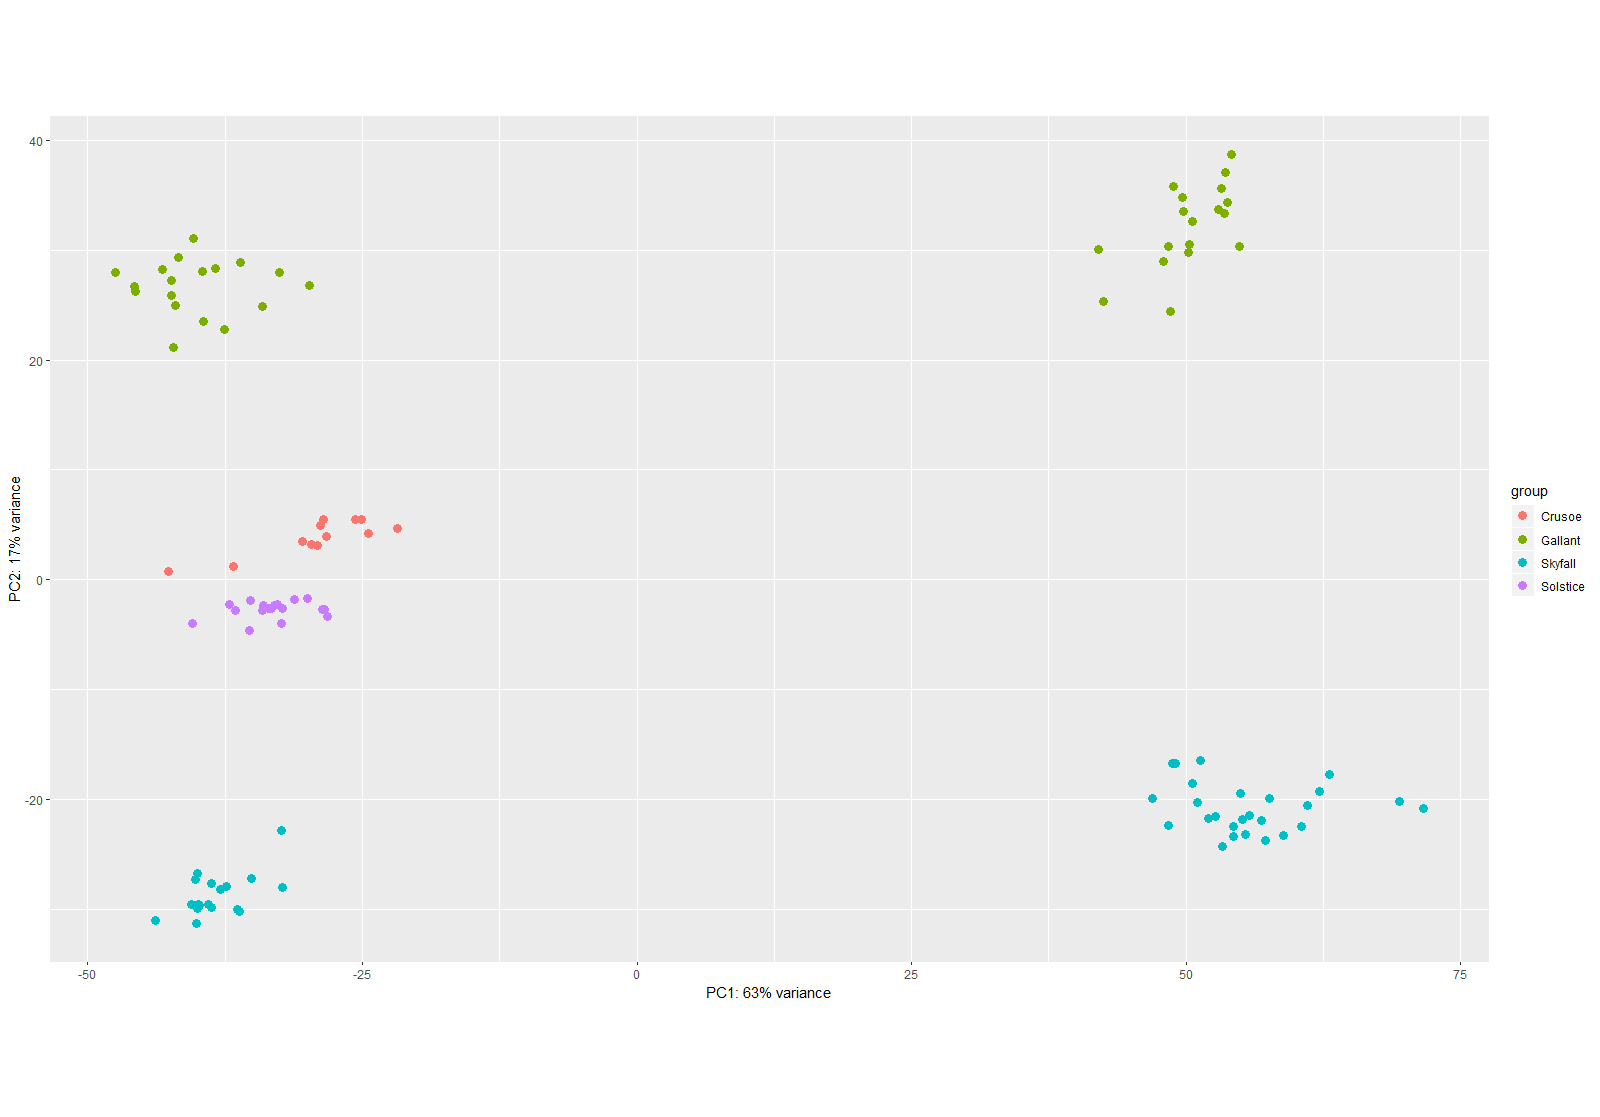 40
20
0
-20
PC2: 17% variance
-50
-25
0
25
50
75
PC1: 63% variance
group
Crusoe
Gallant
Skyfall
Solstice